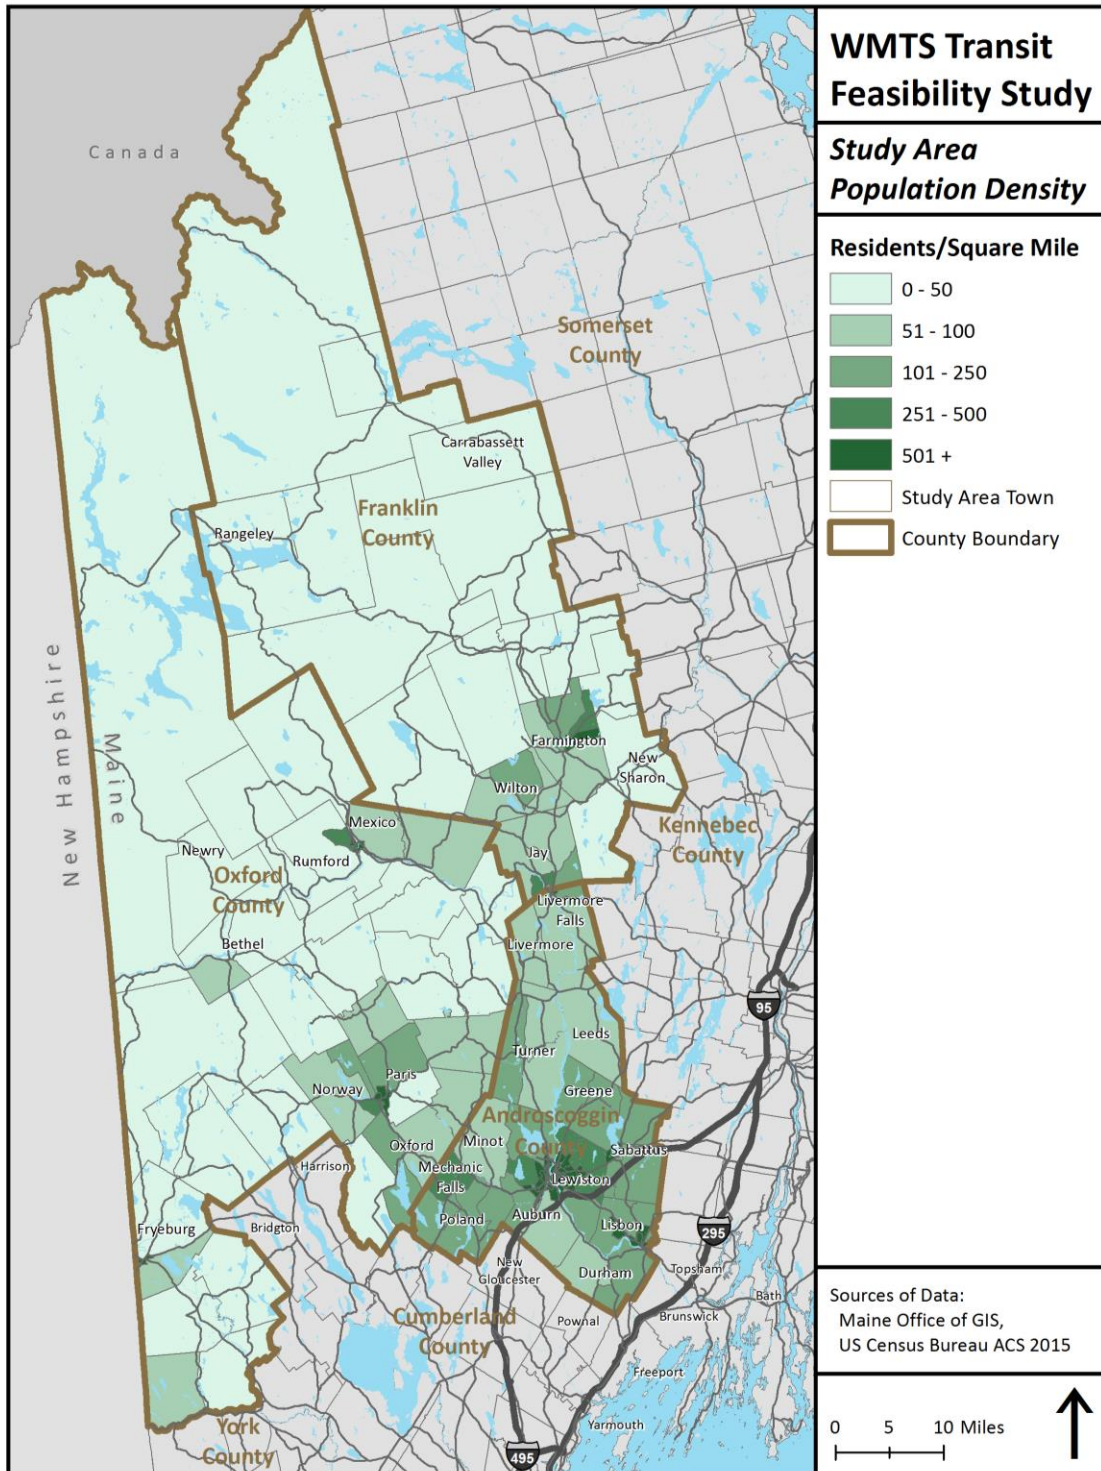 WMTS Transit
Feasibility Study
Study Area
Population Density
Residents/Square Mile
0 - 50
51 - 100
101 - 250
251 - 500
501 +
Study Area Town
County Boundary
Canada
Somerset
County
Carrabassett
Valley
Franklin
County
Rangeley
New Hampshire
Maine
Farmington
New
Sharon
Wilton
Kennebec
County
Mexico
Jay
Newry
Rumford
Oxford
County
Livermore
Falls
Bethel
Livermore
95
Leeds
Turner
Paris
Norway
Greene
Androscoggin
County
Minot
Oxford
Sabattus
Harrison
Mechanic
Falls
Lewiston
Poland
Auburn
Lisbon
295
Fryeburg
Bridgton
New
Gloucester
Durham
Topsham
Bath
Cumberland
County
Pownal
Brunswick
Freeport
York
County
Yarmouth
495
Sources of Data:
Maine Office of GIS,
US Census Bureau ACS 2015
0 5 10 Miles